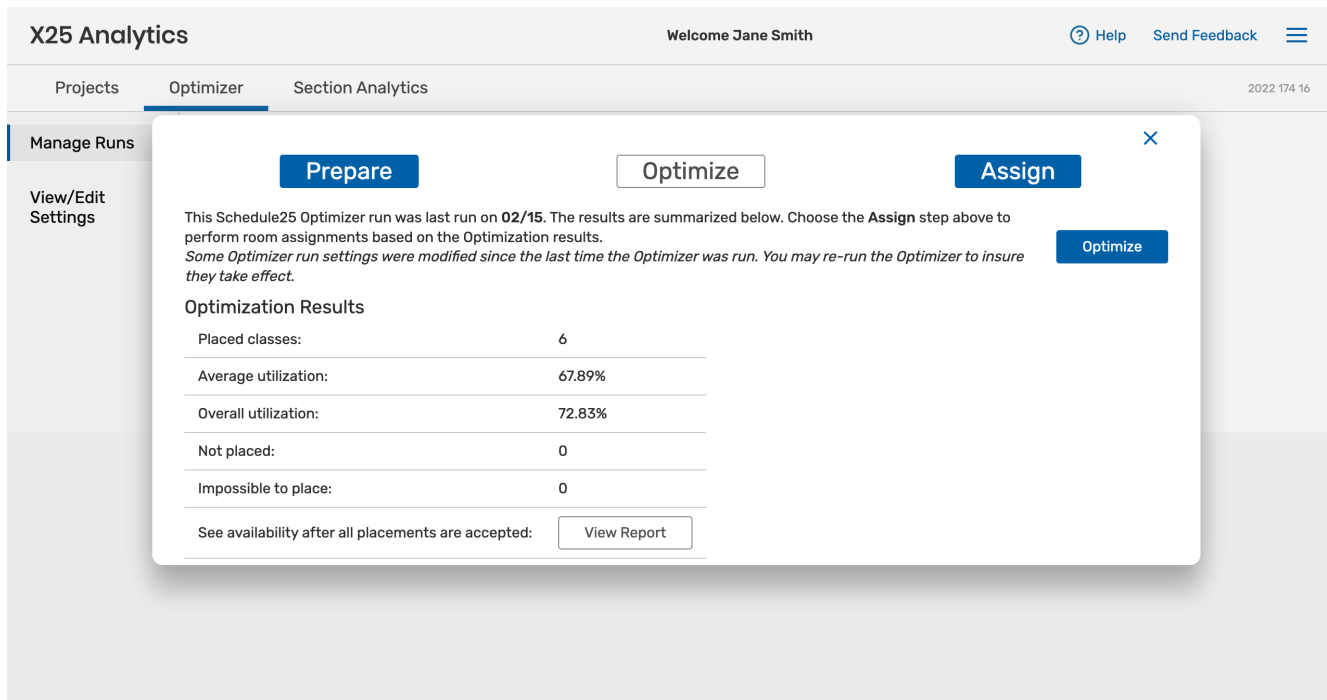 X25 Analytics
Welcome Jane Smith
Help
Send Feedback
Projects
Optimizer
Section Analytics
2022 174 16
Manage Runs
View/Edit
Settings
Prepare
Optimize
Assign
This Schedule25 Optimizer run was last run on 02/15. The results are summarized below. Choose the Assign step above to
perform room assignments based on the Optimization results.
Some Optimizer run settings were modified since the last time the Optimizer was run. You may re-run the Optimizer to insure
they take effect.
Optimize
Optimization Results
Placed classes: 6
Average utilization: 67.89%
Overall utilization: 72.83%
Not placed: 0
Impossible to place: 0
See availability after all placements are accepted: View Report